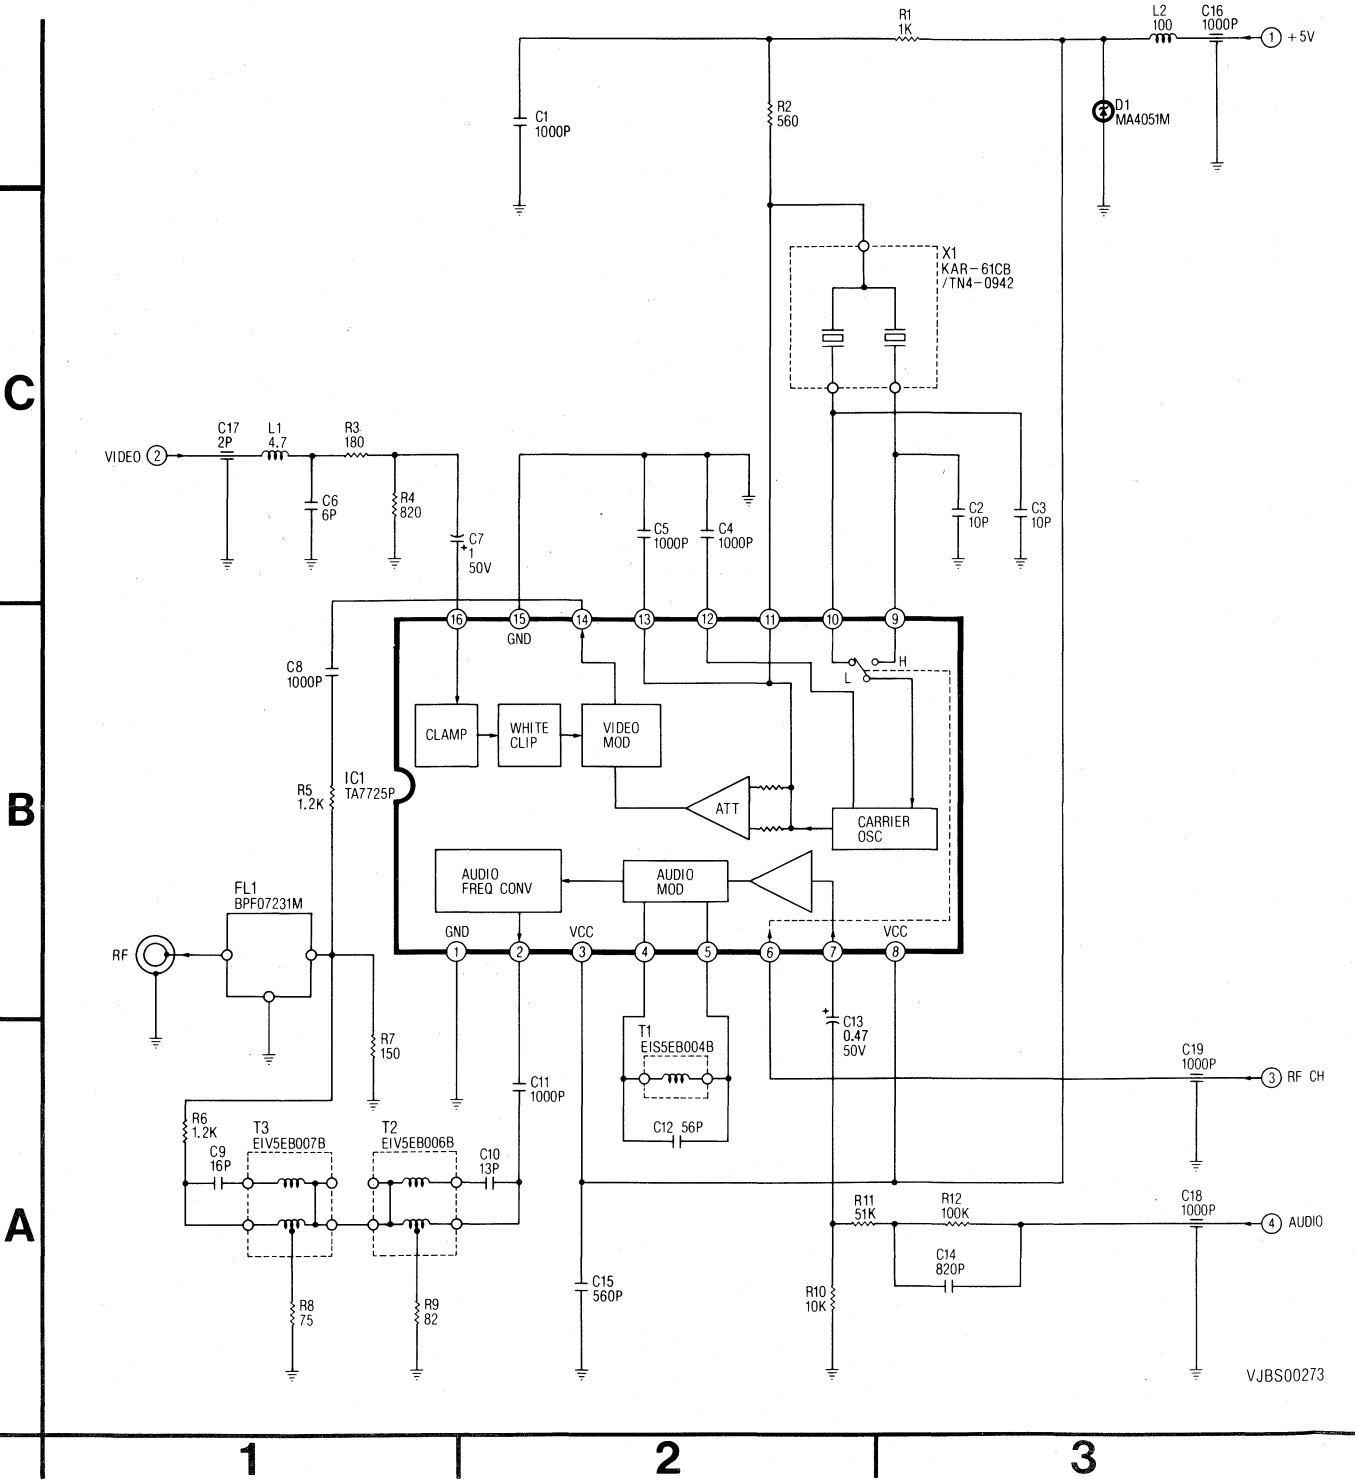 R1
1K
L2
100
C16
1000P
1 +5V
C1
1000P
R2
560
D1
MA4051M
X1
KAR-61CB
/TN4-0942
C
VIDEO 2
C17
2P
L1
4.7
R3
180
C6
6P
R4
820
C7
+ 1
50V
C5
1000P
C4
1000P
C2
10P
C3
10P
16
15
14
13
12
11
10
9
GND
C8
1000P
H
L
CLAMP
WHITE
CLIP
VIDEO
MOD
IC1
TA7725P
R5
1.2K
B
ATT
CARRIER
OSC
AUDIO
FREQ CONV
AUDIO
MOD
FL1
BPF07231M
GND
VCC
VCC
1
2
3
4
5
6
7
8
RF
R7
150
T1
EIS5EB004B
+
C13
0.47
50V
C19
1000P
3 RF CH
C11
1000P
C12 56P
R6
1.2K
C9
16P
T3
EIV5EB007B
T2
EIV5EB006B
C10
13P
A
R11
51K
R12
100K
C18
1000P
4 AUDIO
C14
820P
R8
75
R9
82
C15
560P
R10
10K
VJBS00273
1
2
3